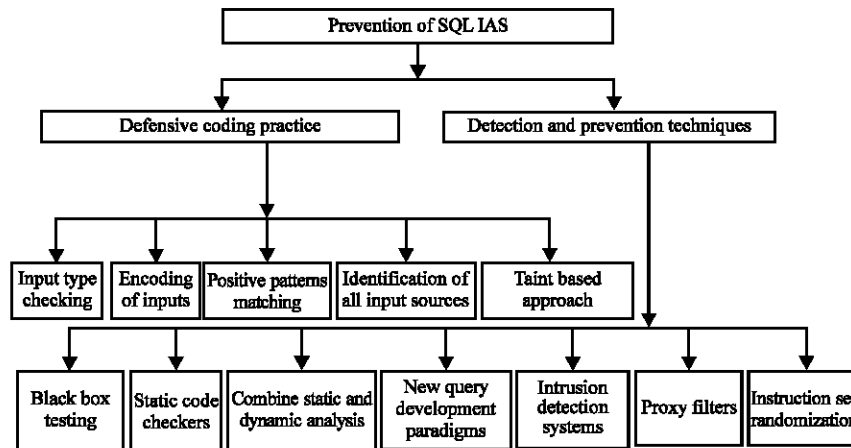 Prevention of SQL IAS
Defensive coding practice
Detection and prevention techniques
Input type
checking
Encoding
of inputs
Positive patterns
matching
Identification of
all input sources
Taint based
approach
Black box
testing
Static code
checkers
Combine static and
dynamic analysis
New query
development
paradigms
Intrusion
detection
systems
Proxy filters
Instruction se
randomization